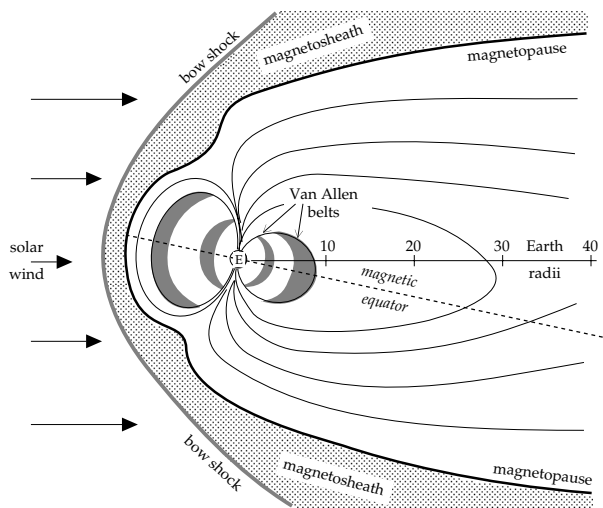 bow shock
magnetosheath
magnetopause
Van Allen
belts
solar
wind
E
10 20 30 Earth 40
radii
magnetic
equator
bow shock
magnetosheath
magnetopause